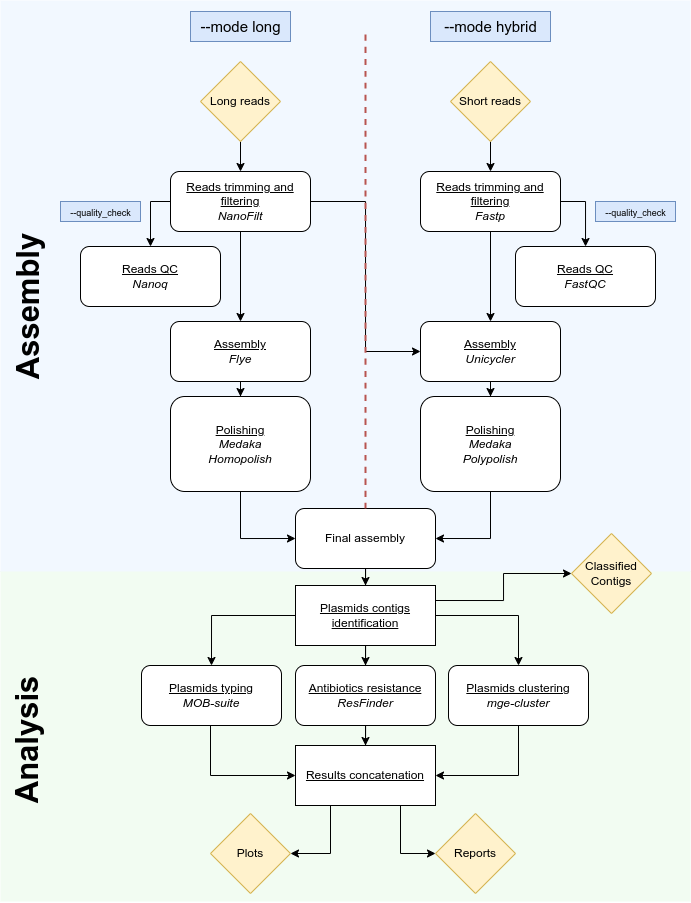 --mode long
--mode hybrid
Long reads
Short reads
Reads trimming and
filtering
NanoFilt
Reads trimming and
filtering
Fastp
--quality_check
--quality_check
Reads QC
Nanoq
Reads QC
FastQC
Assembly
Assembly
Flye
Assembly
Unicycler
Polishing
Medaka
Homopolish
Polishing
Medaka
Polypolish
Final assembly
Classified
Contigs
Plasmids contigs
identification
Analysis
Plasmids typing
MOB-suite
Antibiotics resistance
ResFinder
Plasmids clustering
mge-cluster
Results concatenation
Plots
Reports